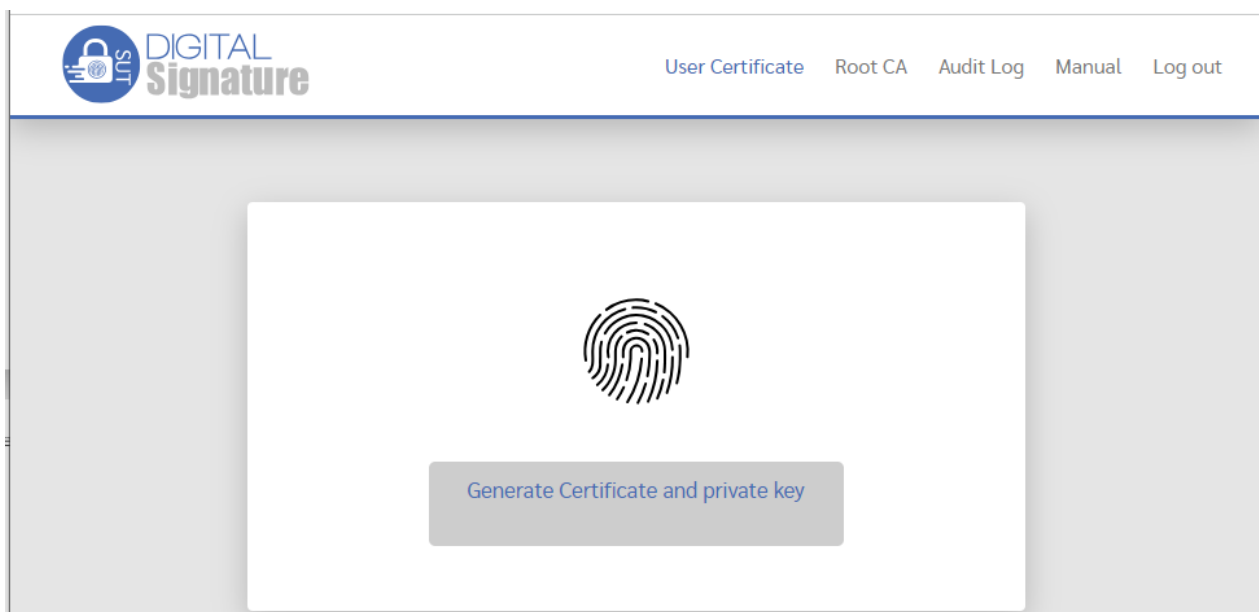 SUT
DIGITAL
Signature
User Certificate Root CA Audit Log Manual Log out
Generate Certificate and private key